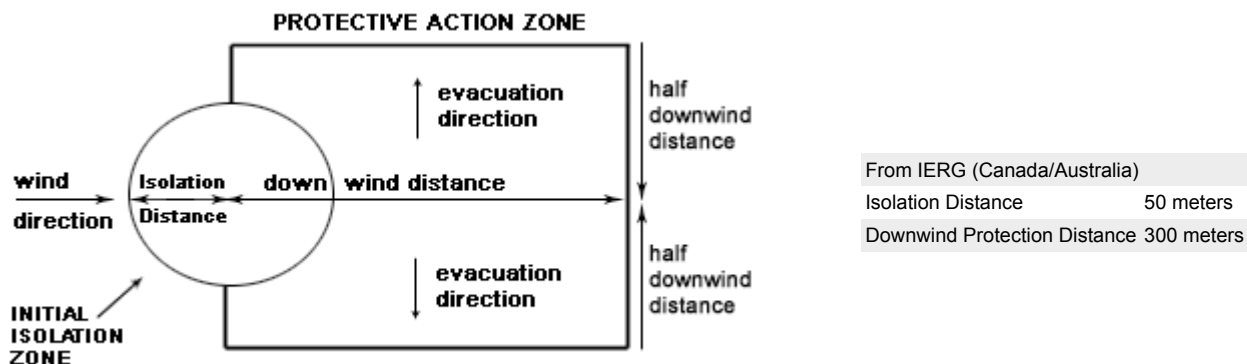 PROTECTIVE ACTION ZONE
evacuation
direction
half
downwind
distance
wind
direction
Isolation
Distance
down wind distance
evacuation
direction
half
downwind
distance
INITIAL
ISOLATION
ZONE
From IERG (Canada/Australia)
Isolation Distance 50 meters
Downwind Protection Distance 300 meters